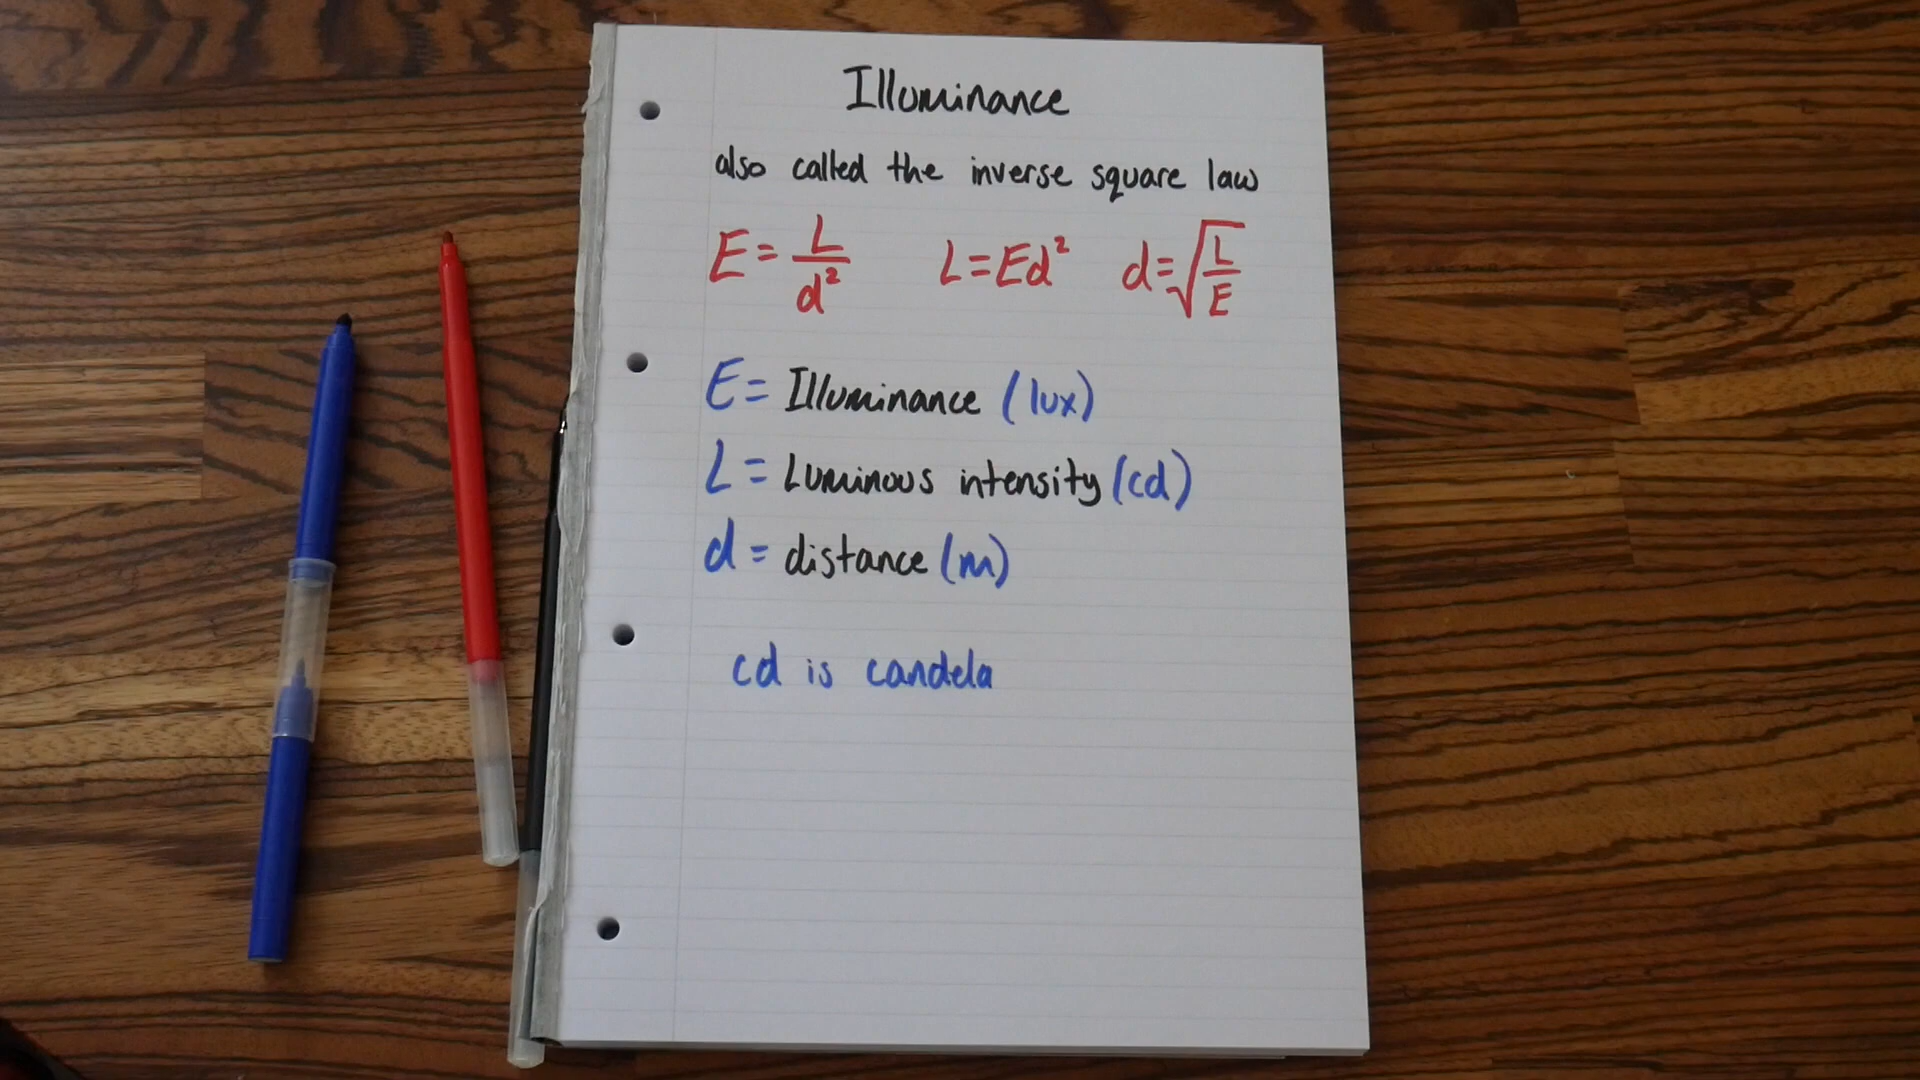 Illuminance
also called the inverse square law
E = L/d² L = Ed² d = √(L/E)
E = Illuminance (lux)
L = Luminous intensity (cd)
d = distance (m)
cd is candela